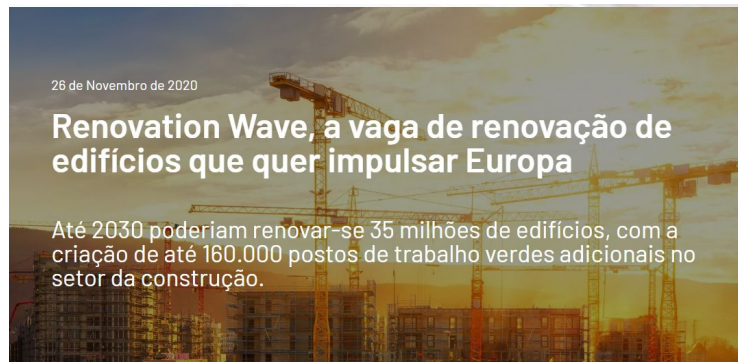 26 de Novembro de 2020
Renovation Wave, a vaga de renovação de
edifícios que quer impulsar Europa
Até 2030 poderiam renovar-se 35 milhões de edifícios, com a
criação de até 160.000 postos de trabalho verdes adicionais no
setor da construção.